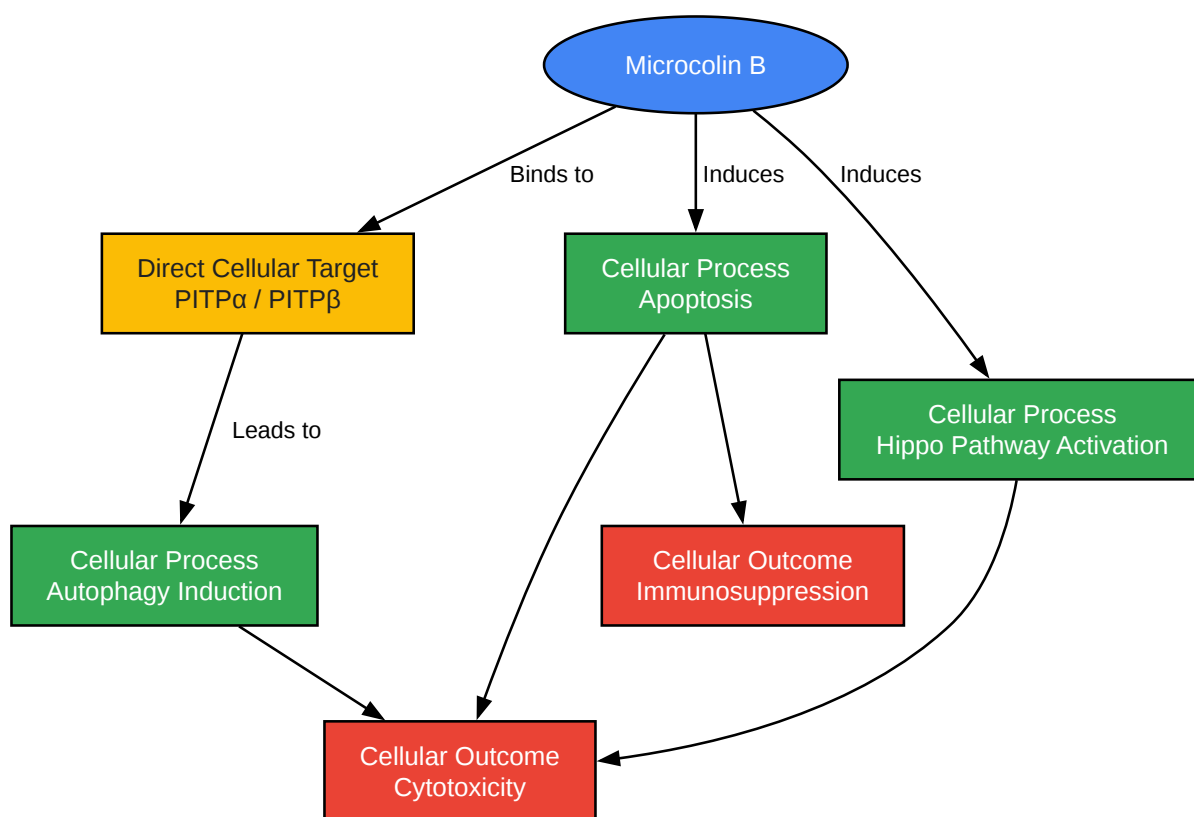 Microcolin B
Binds to
Induces
Induces
Direct Cellular Target
PITPα / PITPβ
Cellular Process
Apoptosis
Cellular Process
Hippo Pathway Activation
Leads to
Cellular Process
Autophagy Induction
Cellular Outcome
Immunosuppression
Cellular Outcome
Cytotoxicity